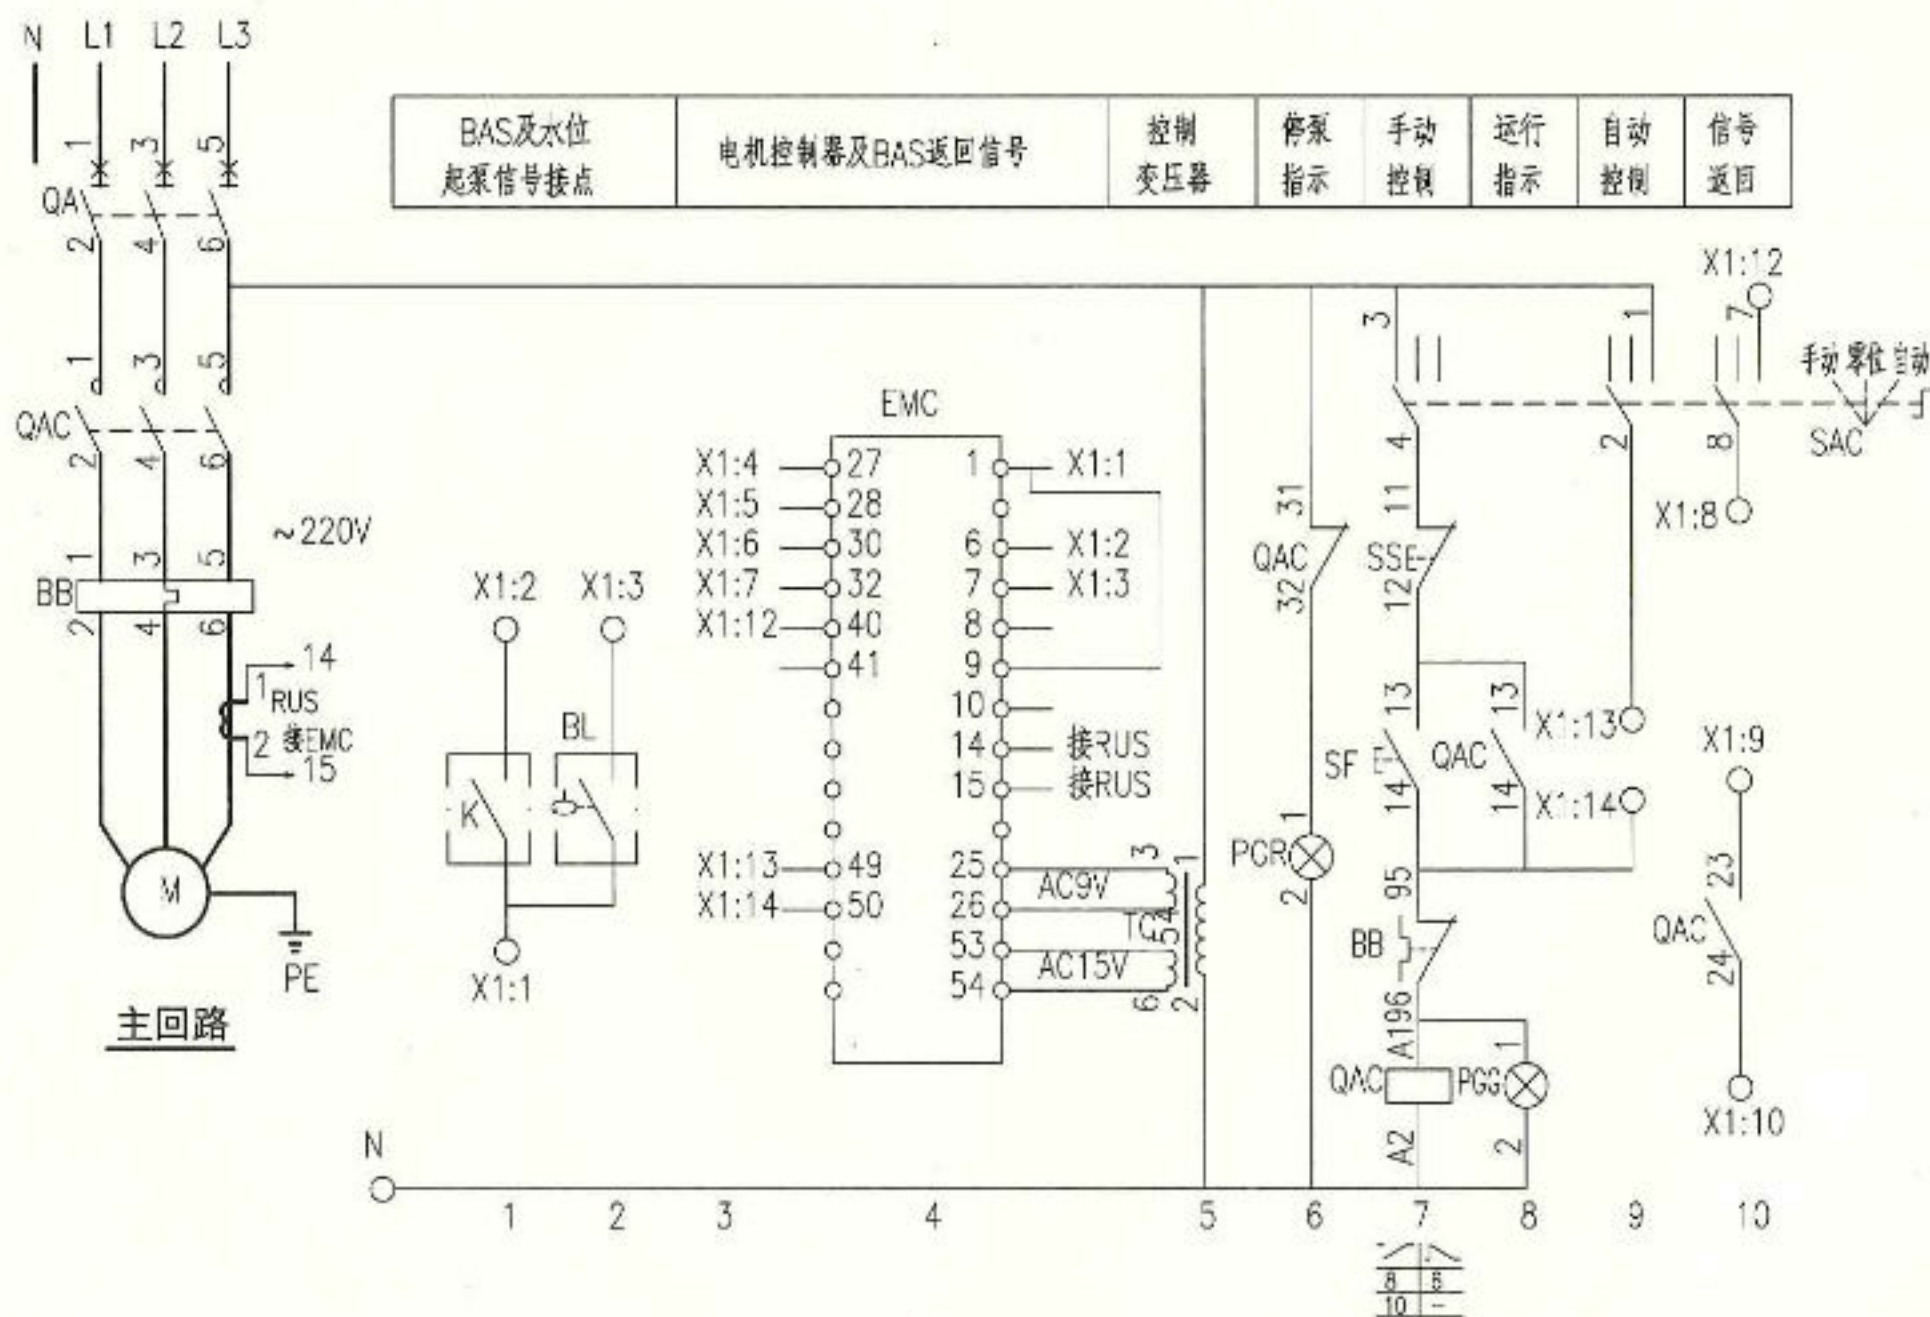 N L1 L2 L3
BAS及水位
起泵信号接点
电机控制器及BAS返回信号
控制
变压器
停泵
指示
手动
控制
运行
指示
自动
控制
信号
返回
1 3 5
QA
2 4 6
1 3 5
QAC
2 4 6
~220V
1 3 5
BB
2 4 6
14
1
RUS
2 接EMC
15
M
PE
主回路
X1:2 X1:3
BL
K
X1:1
EMC
X1:4 27 1 X1:1
X1:5 28
X1:6 30 6 X1:2
X1:7 32 7 X1:3
X1:12 40 8
41 9
10
14 接RUS
15 接RUS
X1:13 49 25
AC9V
X1:14 50 26
53
AC15V
54
3 1
TC
5 4
6 2
31
QAC
32
1
PGR
2
3
4
11
SSE
12
13
SF E
14
13
QAC
14
95
BB
96
A1
QAC
A2
1
PGG
2
1
2
X1:13
X1:14
X1:12
7
手动 零位 自动
SAC
8
X1:8
X1:9
23
QAC
24
X1:10
N
1 2 3 4 5 6 7 8 9 10
8 8
10 -